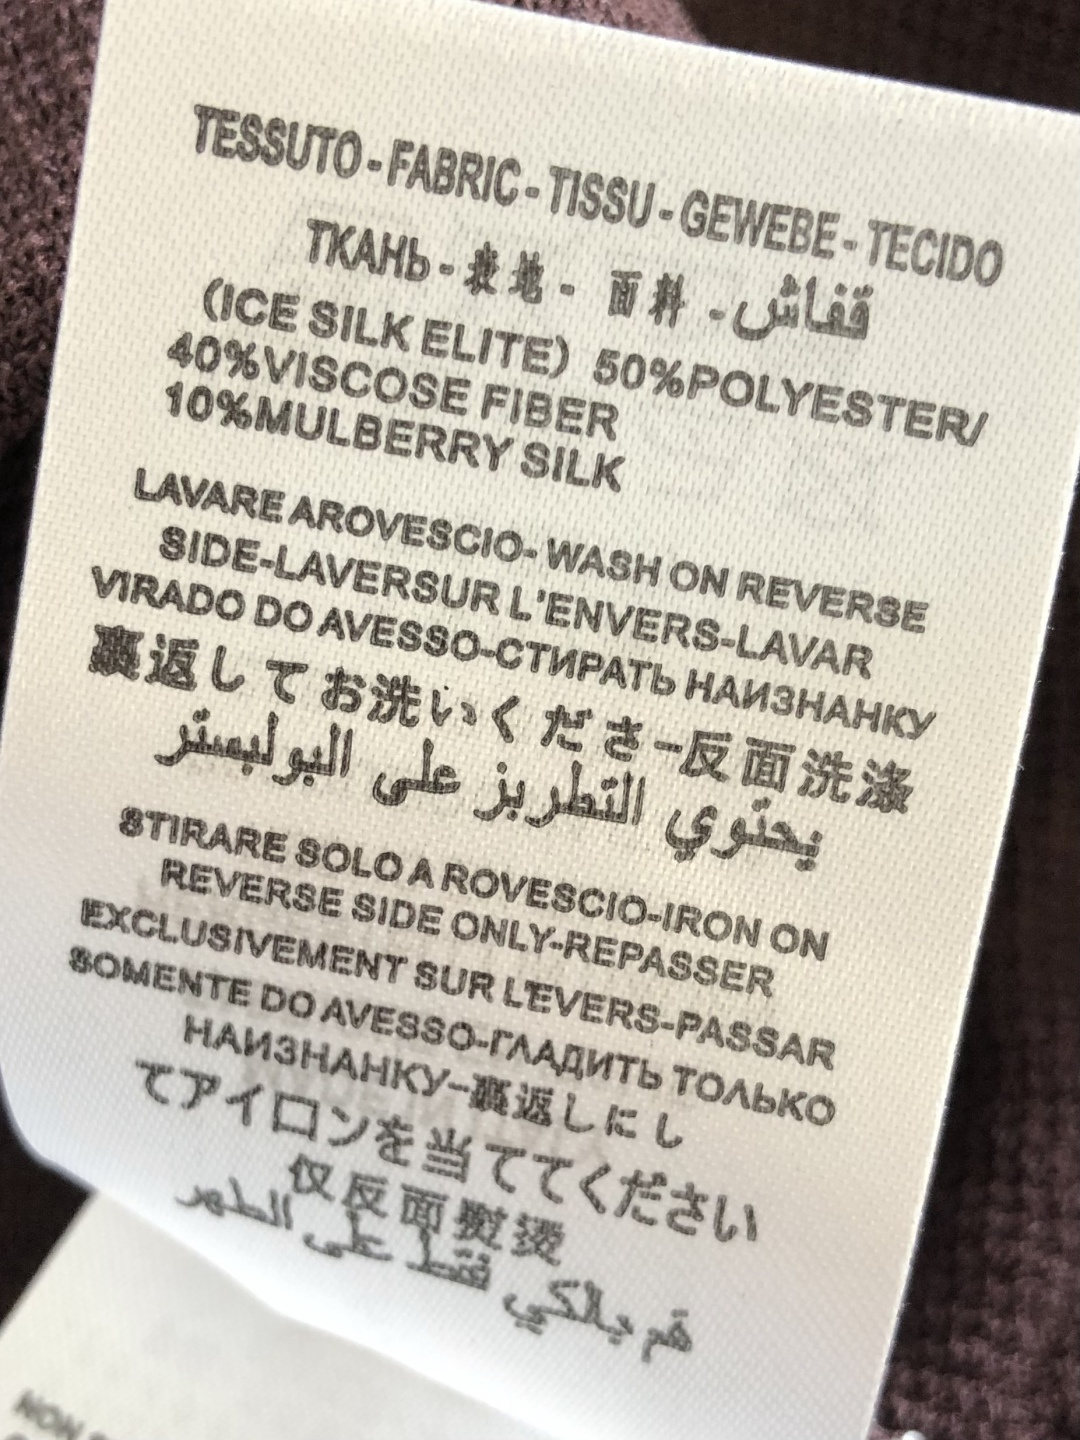 TESSUTO - FABRIC - TISSU - GEWEBE - TECIDO
ТКАНЬ - 表地 - 面料 - قفاش
(ICE SILK ELITE) 50%POLYESTER/
40%VISCOSE FIBER
10%MULBERRY SILK
LAVARE AROVESCIO- WASH ON REVERSE
SIDE-LAVERSUR L'ENVERS-LAVAR
VIRADO DO AVESSO-СТИРАТЬ НАИЗНАНКУ
裏返してお洗いくださ-反面洗涤
يحتوي التطريز على البوليستر
STIRARE SOLO A ROVESCIO-IRON ON
REVERSE SIDE ONLY-REPASSER
EXCLUSIVEMENT SUR L'EVERS-PASSAR
SOMENTE DO AVESSO-ГЛАДИТЬ ТОЛЬКО
НАИЗНАНКУ-裏返しにし
てアイロンを当ててください
仅反面熨烫
قم بالكي فقط على الظهر
NON